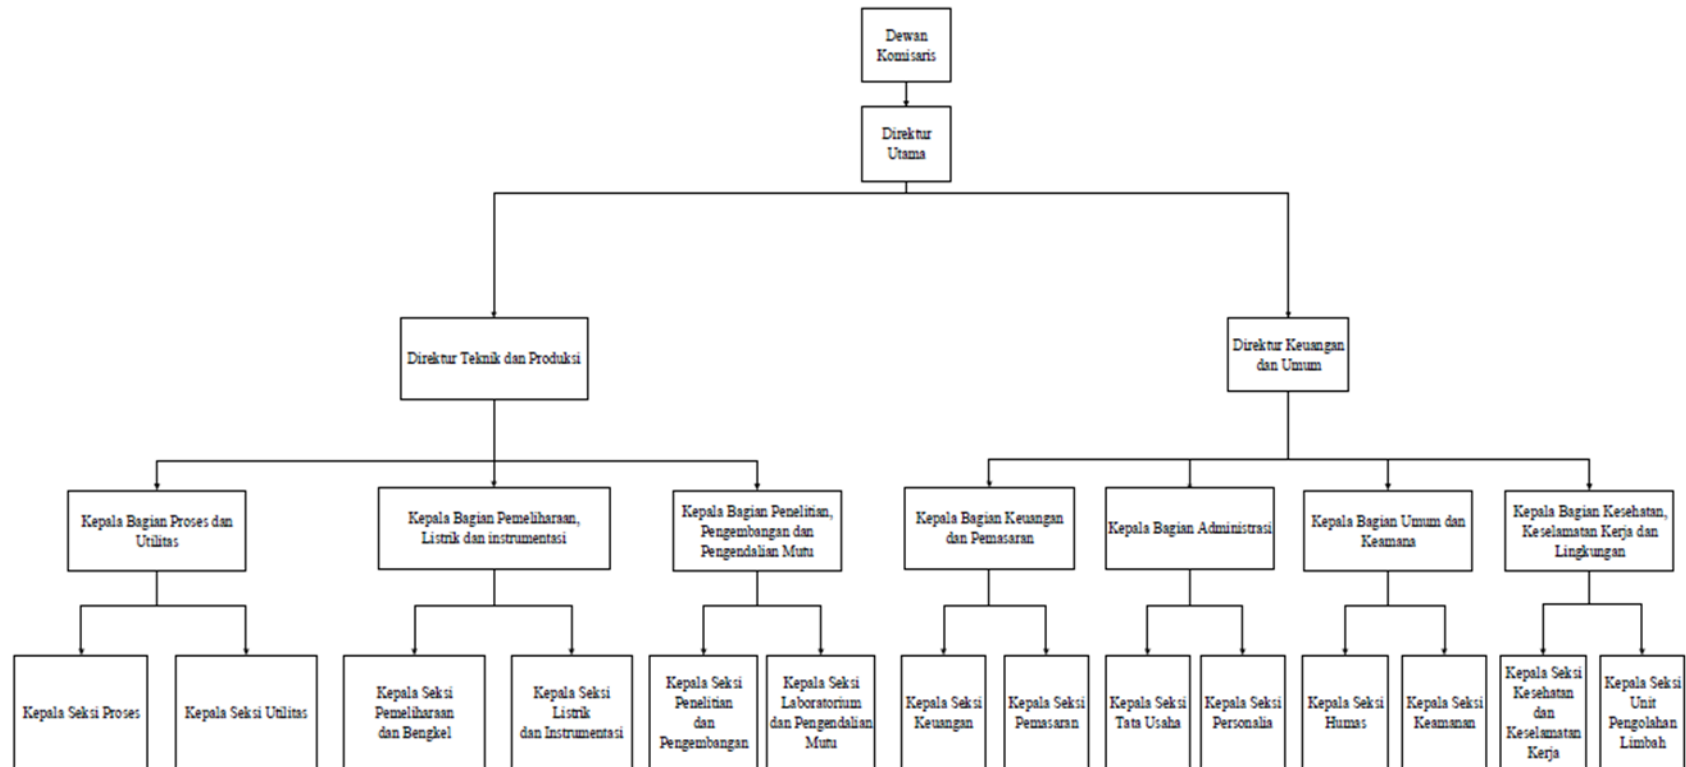 Dewan
Komisaris
Direktur
Utama
Direktur Teknik dan Produksi
Direktur Keuangan
dan Umum
Kepala Bagian Proses dan
Utilitas
Kepala Bagian Pemeliharaan,
Listrik dan instrumentasi
Kepala Bagian Penelitian,
Pengembangan dan
Pengendalian Mutu
Kepala Bagian Keuangan
dan Pemasaran
Kepala Bagian Administrasi
Kepala Bagian Umum dan
Keamana
Kepala Bagian Kesehatan,
Keselamatan Kerja dan
Lingkungan
Kepala Seksi Proses
Kepala Seksi Utilitas
Kepala Seksi
Pemeliharaan
dan Bengkel
Kepala Seksi
Listrik
dan Instrumentasi
Kepala Seksi
Penelitian
dan
Pengembangan
Kepala Seksi
Laboratorium
dan Pengendalian
Mutu
Kepala Seksi
Keuangan
Kepala Seksi
Pemasaran
Kepala Seksi
Tata Usaha
Kepala Seksi
Personalia
Kepala Seksi
Humas
Kepala Seksi
Keamanan
Kepala Seksi
Kesehatan
dan
Keselamatan
Kerja
Kepala Seksi
Unit
Pengolahan
Limbah